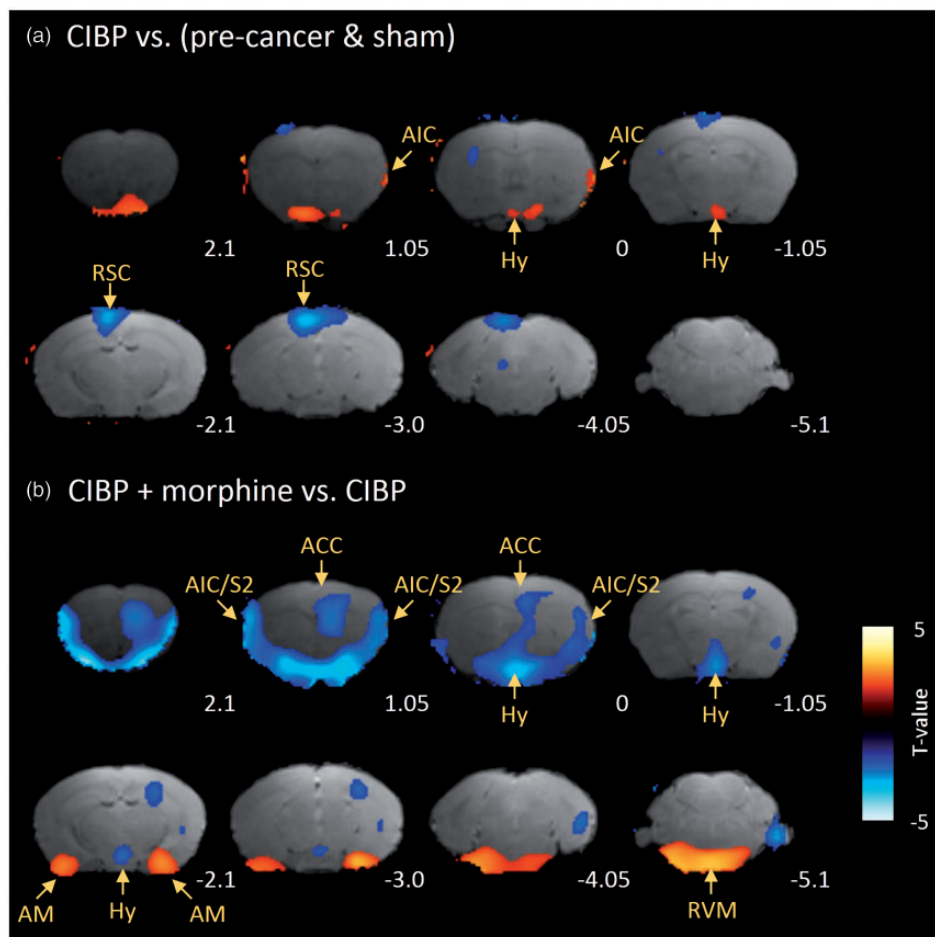 (a) CIBP vs. (pre-cancer & sham)
AIC
AIC
2.1
1.05
Hy
0
Hy
-1.05
RSC
RSC
-2.1
-3.0
-4.05
-5.1
(b) CIBP + morphine vs. CIBP
ACC
ACC
AIC/S2
AIC/S2
AIC/S2
2.1
1.05
Hy
0
Hy
-1.05
5
T-value
-5
AM
Hy
AM
-2.1
-3.0
-4.05
RVM
-5.1